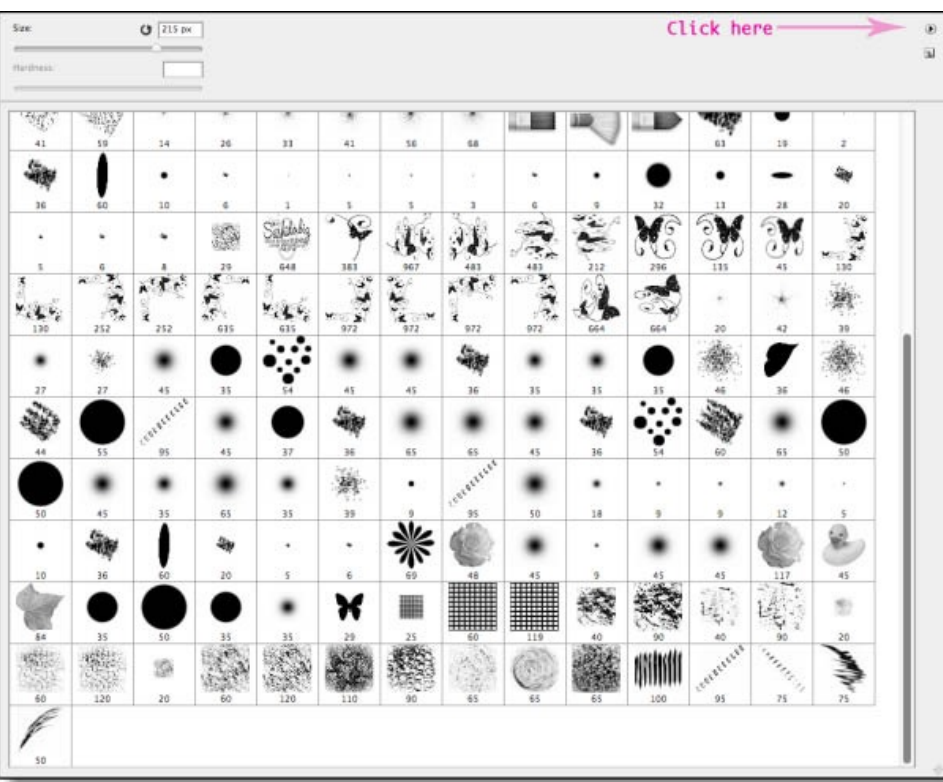 Size:
215 px
Click here
Hardness:
41 59 14 26 33 41 56 68 63 19 2
36 60 10 6 1 5 5 3 6 9 32 13 28 20
5 6 8 29 648 383 967 483 483 212 296 135 45 130
130 252 252 635 635 972 972 972 972 664 664 20 42 39
27 27 45 35 54 45 45 36 35 35 35 46 36 46
44 55 95 45 37 36 65 65 45 36 54 60 65 50
50 45 35 65 35 39 9 95 50 18 9 9 12 5
10 36 60 20 5 6 69 48 45 9 45 45 117 45
84 35 50 35 35 29 25 60 119 40 90 40 90 20
60 120 20 60 120 110 90 65 65 65 100 95 75 75
50